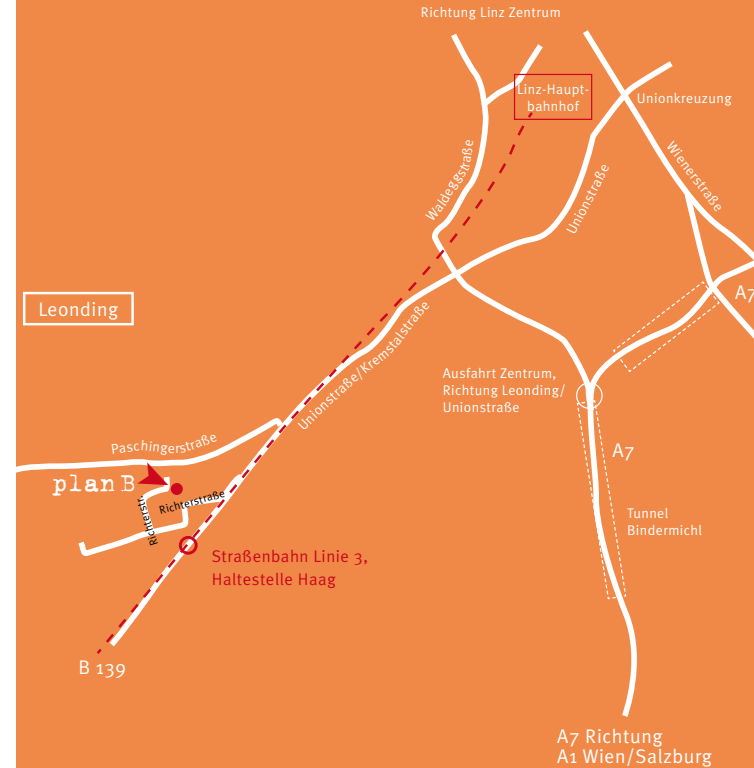 Richtung Linz Zentrum
Linz-Haupt-
bahnhof
Unionkreuzung
Waldeggstraße
Unionstraße
Wienerstraße
A7
Leonding
Unionstraße/Kremstalstraße
Ausfahrt Zentrum,
Richtung Leonding/
Unionstraße
A7
Paschingerstraße
plan B
Richterstraße
Richterstr.
Tunnel
Bindermichl
Straßenbahn Linie 3,
Haltestelle Haag
B 139
A7 Richtung
A1 Wien/Salzburg